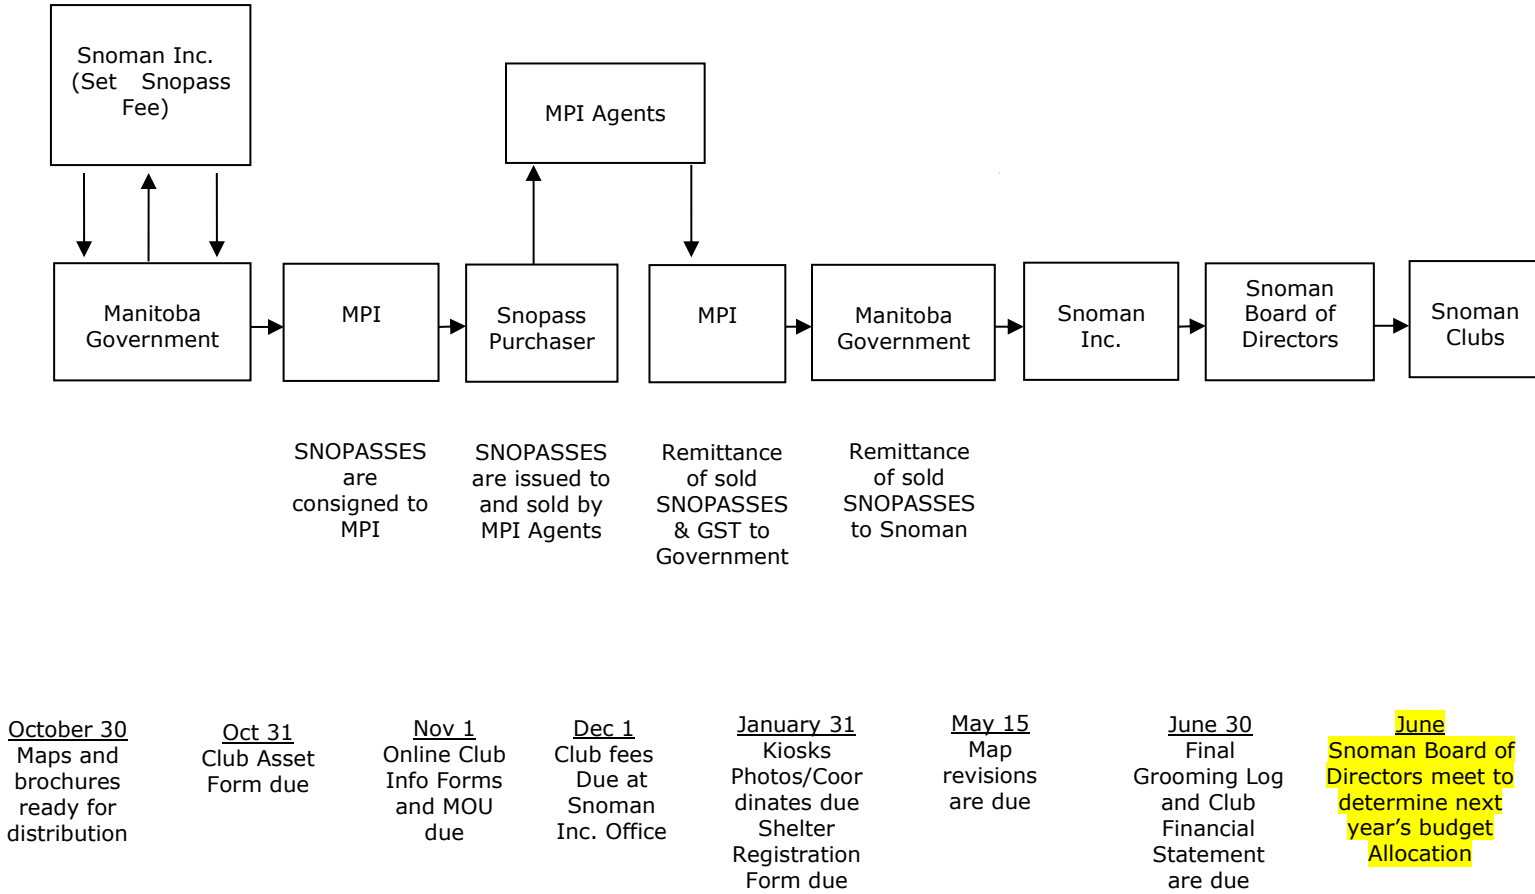 Snoman Inc.
(Set Snopass
Fee)
MPI Agents
Manitoba
Government
MPI
Snopass
Purchaser
MPI
Manitoba
Government
Snoman
Inc.
Snoman
Board of
Directors
Snoman
Clubs
SNOPASSES
are
consigned to
MPI
SNOPASSES
are issued to
and sold by
MPI Agents
Remittance
of sold
SNOPASSES
& GST to
Government
Remittance
of sold
SNOPASSES
to Snoman
October 30
Maps and
brochures
ready for
distribution
Oct 31
Club Asset
Form due
Nov 1
Online Club
Info Forms
and MOU
due
Dec 1
Club fees
Due at
Snoman
Inc. Office
January 31
Kiosks
Photos/Coor
dinates due
Shelter
Registration
Form due
May 15
Map
revisions
are due
June 30
Final
Grooming Log
and Club
Financial
Statement
are due
June
Snoman Board of
Directors meet to
determine next
year’s budget
Allocation